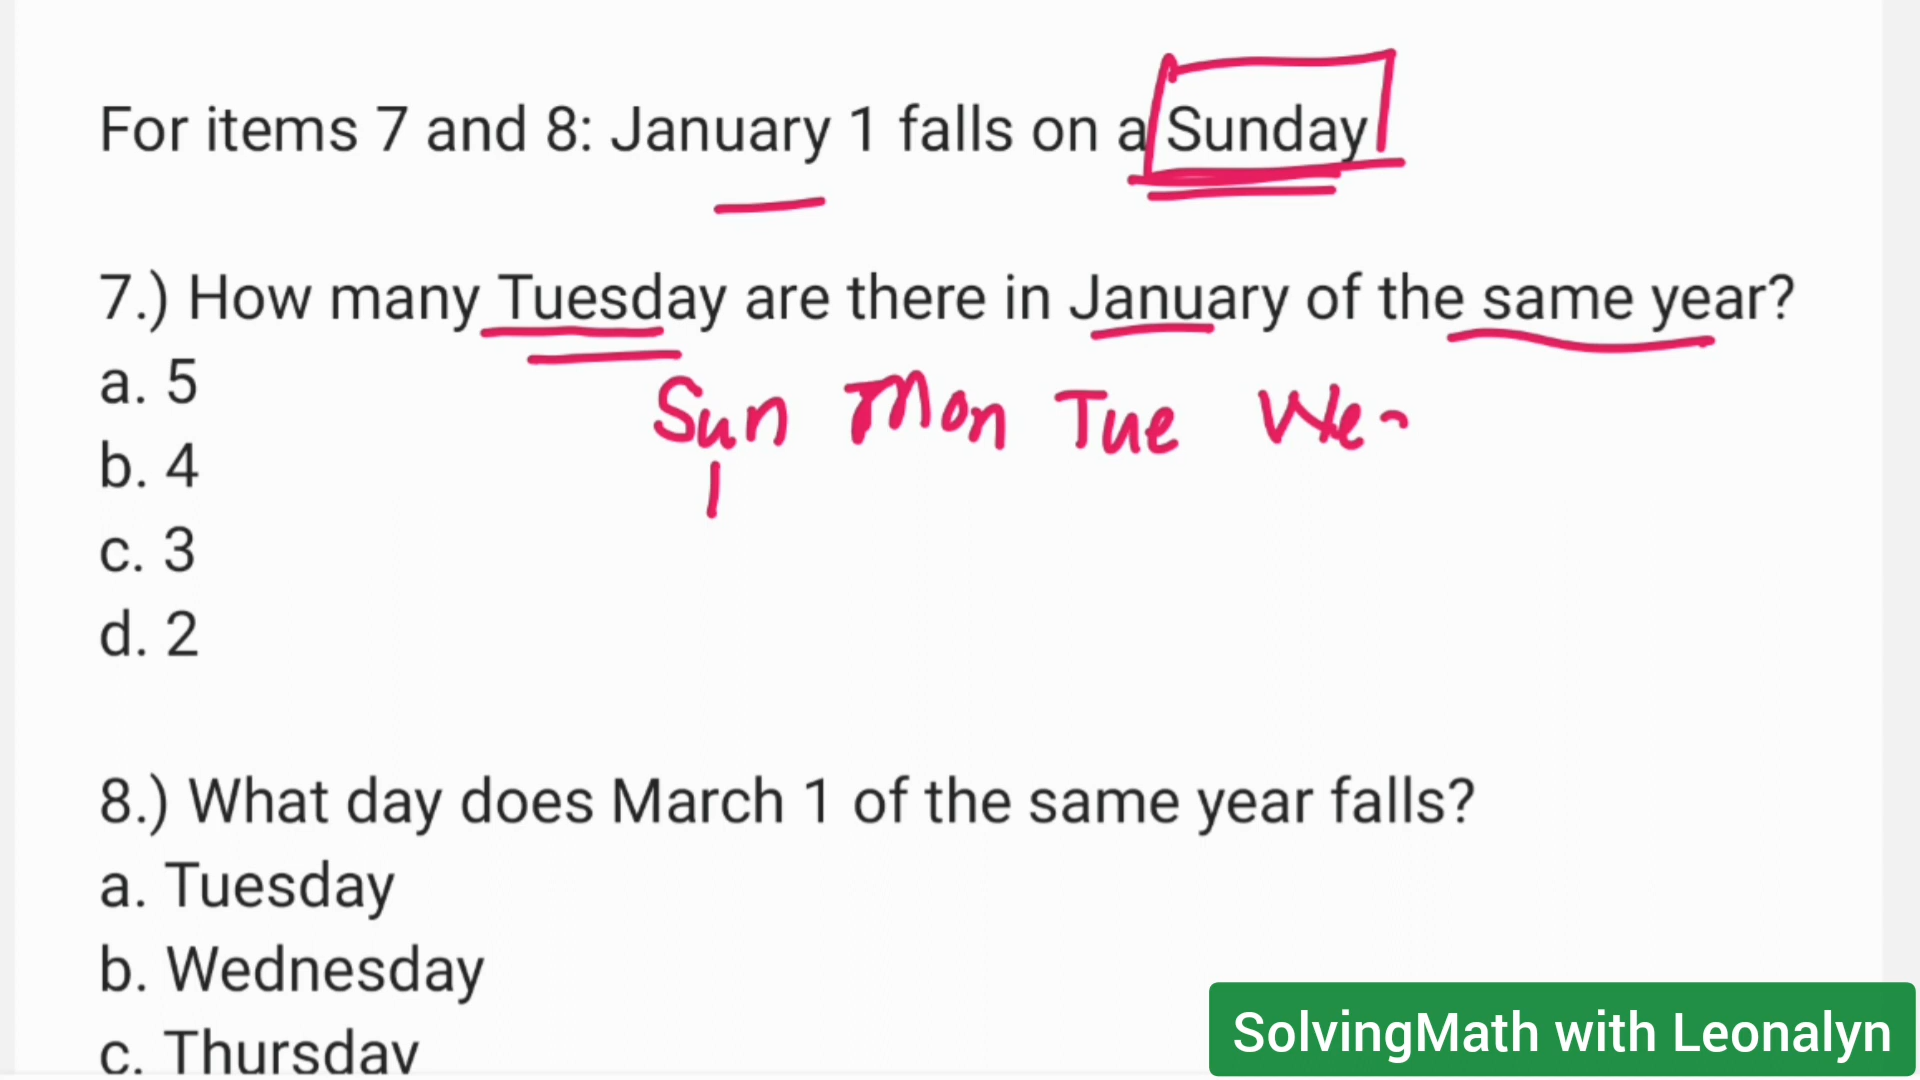 For items 7 and 8: January 1 falls on a Sunday
7.) How many Tuesday are there in January of the same year?
a. 5
Sun Mon Tue We
b. 4
1
c. 3
d. 2
8.) What day does March 1 of the same year falls?
a. Tuesday
b. Wednesday
c. Thursday
SolvingMath with Leonalyn